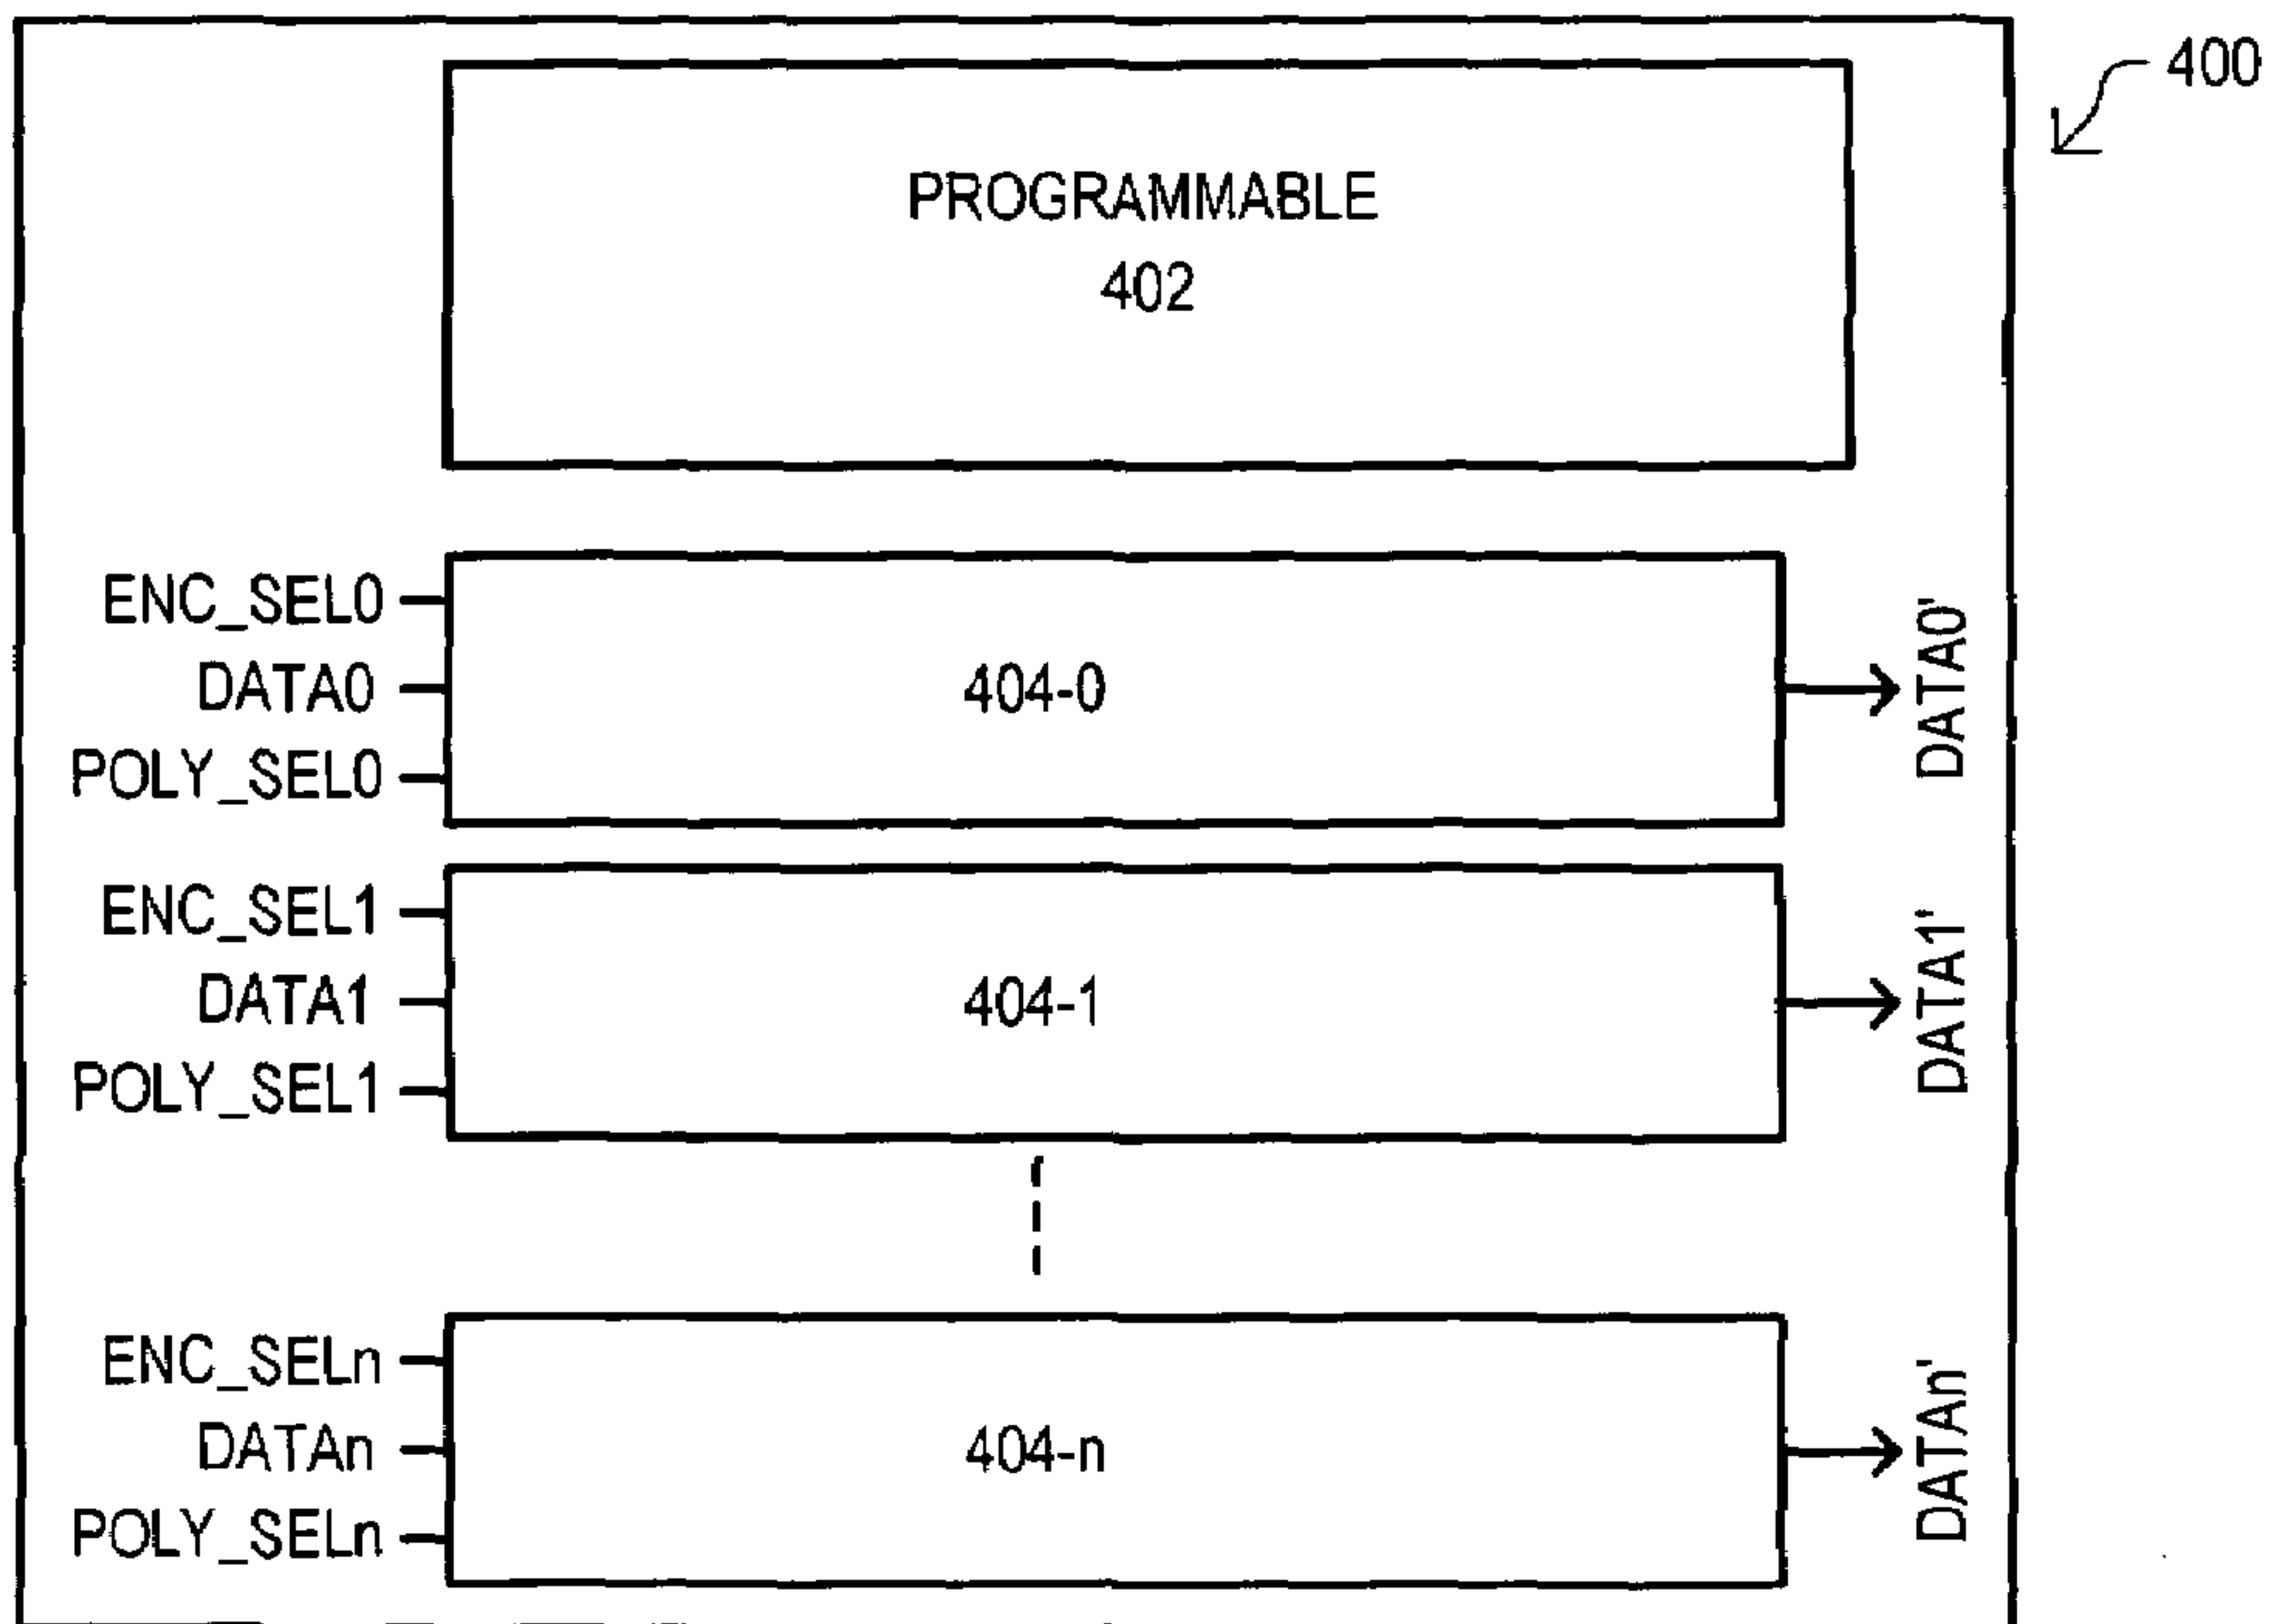 400
PROGRAMMABLE
402
ENC_SEL0
DATA0
POLY_SEL0
404-0
DATA0'
ENC_SEL1
DATA1
POLY_SEL1
404-1
DATA1'
ENC_SELn
DATAn
POLY_SELn
404-n
DATAn'